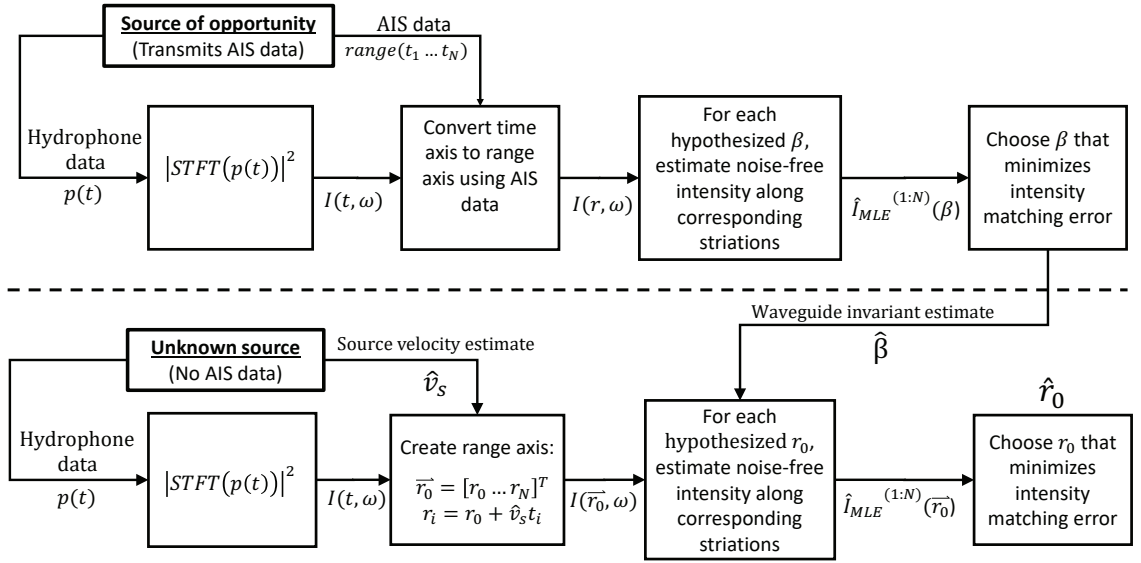 Source of opportunity
(Transmits AIS data)
AIS data
range(t₁ … t_N)
Hydrophone
data
p(t)
|STFT(p(t))|²
I(t, ω)
Convert time
axis to range
axis using AIS
data
I(r, ω)
For each
hypothesized β,
estimate noise-free
intensity along
corresponding
striations
Î_MLE^(1:N)(β)
Choose β that
minimizes
intensity
matching error
Waveguide invariant estimate
β̂
Unknown source
(No AIS data)
Source velocity estimate
v̂_s
Hydrophone
data
p(t)
|STFT(p(t))|²
I(t, ω)
Create range axis:
r⃗₀ = [r₀ … r_N]^T
r_i = r₀ + v̂_s t_i
I(r⃗₀, ω)
For each
hypothesized r₀,
estimate noise-free
intensity along
corresponding
striations
Î_MLE^(1:N)(r⃗₀)
r̂₀
Choose r₀ that
minimizes
intensity
matching error